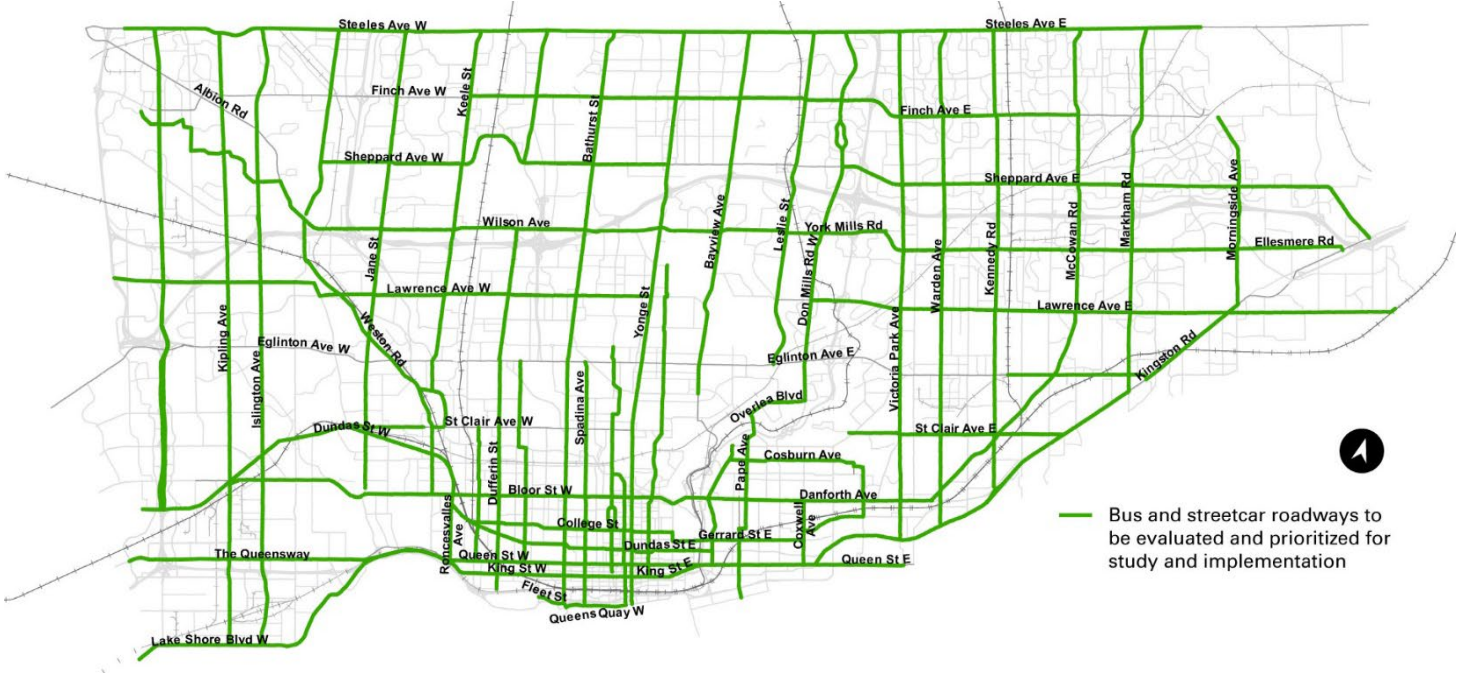 Steeles Ave W
Steeles Ave E
Albion Rd
Finch Ave W
Keele St
Bathurst St
Finch Ave E
Sheppard Ave W
Sheppard Ave E
Wilson Ave
Bayview Ave
Leslie St
York Mills Rd
Don Mills Rd W
McCowan Rd
Markham Rd
Morningside Ave
Ellesmere Rd
Jane St
Kennedy Rd
Warden Ave
Lawrence Ave W
Yonge St
Lawrence Ave E
Kipling Ave
Islington Ave
Weston Rd
Eglinton Ave W
Eglinton Ave E
Victoria Park Ave
Kingston Rd
Spadina Ave
Overlea Blvd
Dundas St W
St Clair Ave W
St Clair Ave E
Dufferin St
Pape Ave
Cosburn Ave
Bloor St W
Danforth Ave
Roncesvalles
Ave
College St
Gerrard St E
Coxwell
Ave
Dundas St E
The Queensway
Queen St W
Queen St E
King St W
King St E
Fleet St
Queens Quay W
Lake Shore Blvd W
Bus and streetcar roadways to
be evaluated and prioritized for
study and implementation